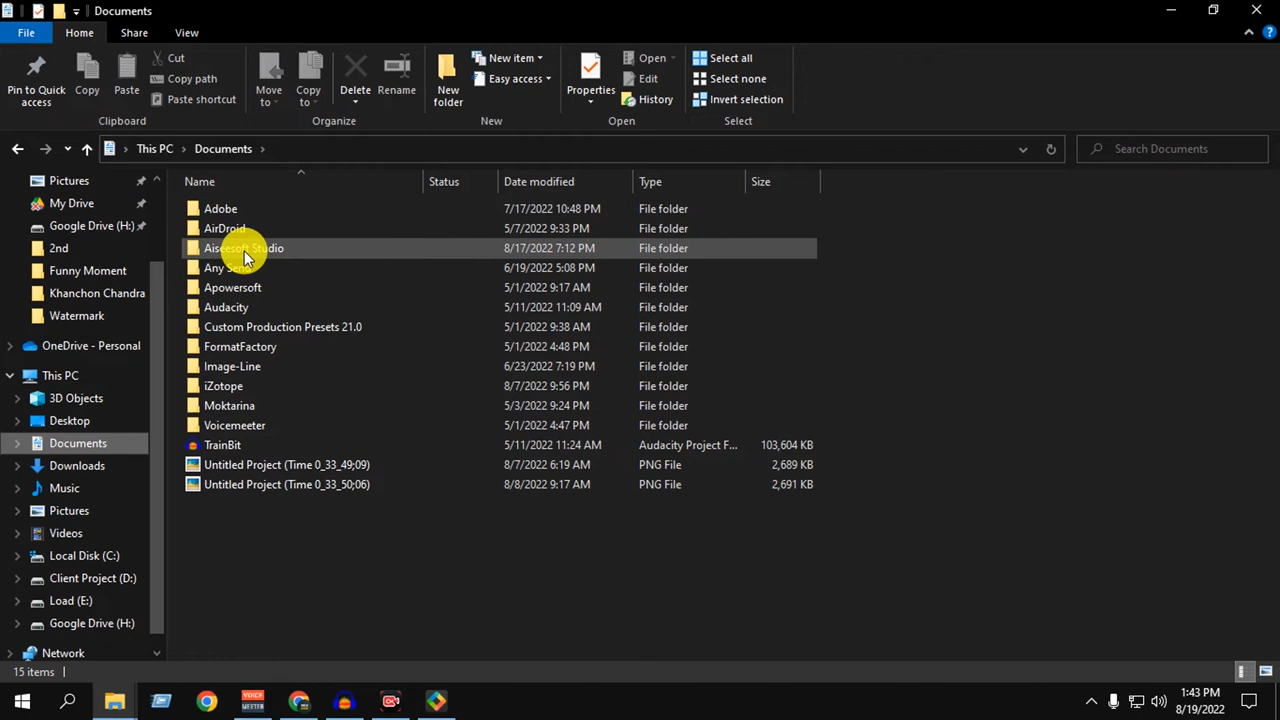 Documents
File Home Share View
Pin to Quick access
Copy
Paste
Cut
Copy path
Paste shortcut
Clipboard
Move to
Copy to
Delete
Rename
Organize
New folder
New item
Easy access
New
Properties
Open
Edit
History
Open
Select all
Select none
Invert selection
Select
This PC Documents
Search Documents
Pictures
My Drive
Google Drive (H:)
2nd
Funny Moment
Khanchon Chandra
Watermark
OneDrive - Personal
This PC
3D Objects
Desktop
Documents
Downloads
Music
Pictures
Videos
Local Disk (C:)
Client Project (D:)
Load (E:)
Google Drive (H:)
Network
Name Status Date modified Type Size
Adobe 7/17/2022 10:48 PM File folder
AirDroid 5/7/2022 9:33 PM File folder
Aiseesoft Studio 8/17/2022 7:12 PM File folder
Any Send 6/19/2022 5:08 PM File folder
Apowersoft 5/1/2022 9:17 AM File folder
Audacity 5/11/2022 11:09 AM File folder
Custom Production Presets 21.0 5/1/2022 9:38 AM File folder
FormatFactory 5/1/2022 4:48 PM File folder
Image-Line 6/23/2022 7:19 PM File folder
iZotope 8/7/2022 9:56 PM File folder
Moktarina 5/3/2022 9:24 PM File folder
Voicemeeter 5/1/2022 4:47 PM File folder
TrainBit 5/11/2022 11:24 AM Audacity Project F... 103,604 KB
Untitled Project (Time 0_33_49;09) 8/7/2022 6:19 AM PNG File 2,689 KB
Untitled Project (Time 0_33_50;06) 8/8/2022 9:17 AM PNG File 2,691 KB
15 items
VOICE MEETER
1:43 PM
8/19/2022